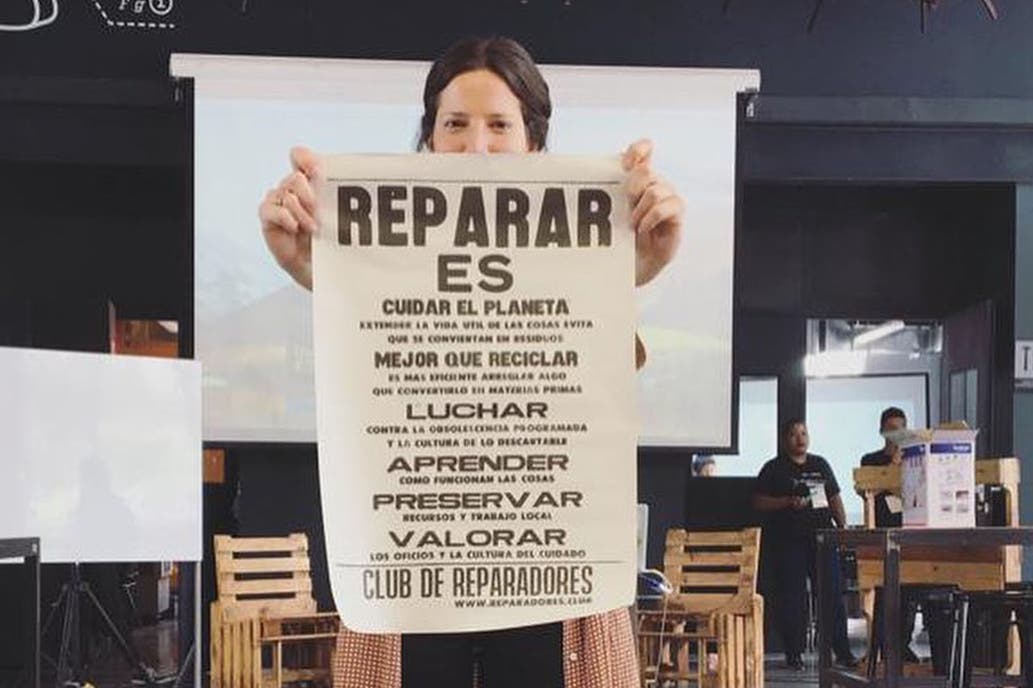 REPARAR
ES
CUIDAR EL PLANETA
EXTENDER LA VIDA UTIL DE LAS COSAS EVITA
QUE SE CONVIERTAN EN RESIDUOS
MEJOR QUE RECICLAR
ES MAS EFICIENTE ARREGLAR ALGO
QUE CONVERTIRLO EN MATERIAS PRIMAS
LUCHAR
CONTRA LA OBSOLESCENCIA PROGRAMADA
Y LA CULTURA DE LO DESCARTABLE
APRENDER
COMO FUNCIONAN LAS COSAS
PRESERVAR
RECURSOS Y TRABAJO LOCAL
VALORAR
LOS OFICIOS Y LA CULTURA DEL CUIDADO
CLUB DE REPARADORES
WWW.REPARADORES.CLUB